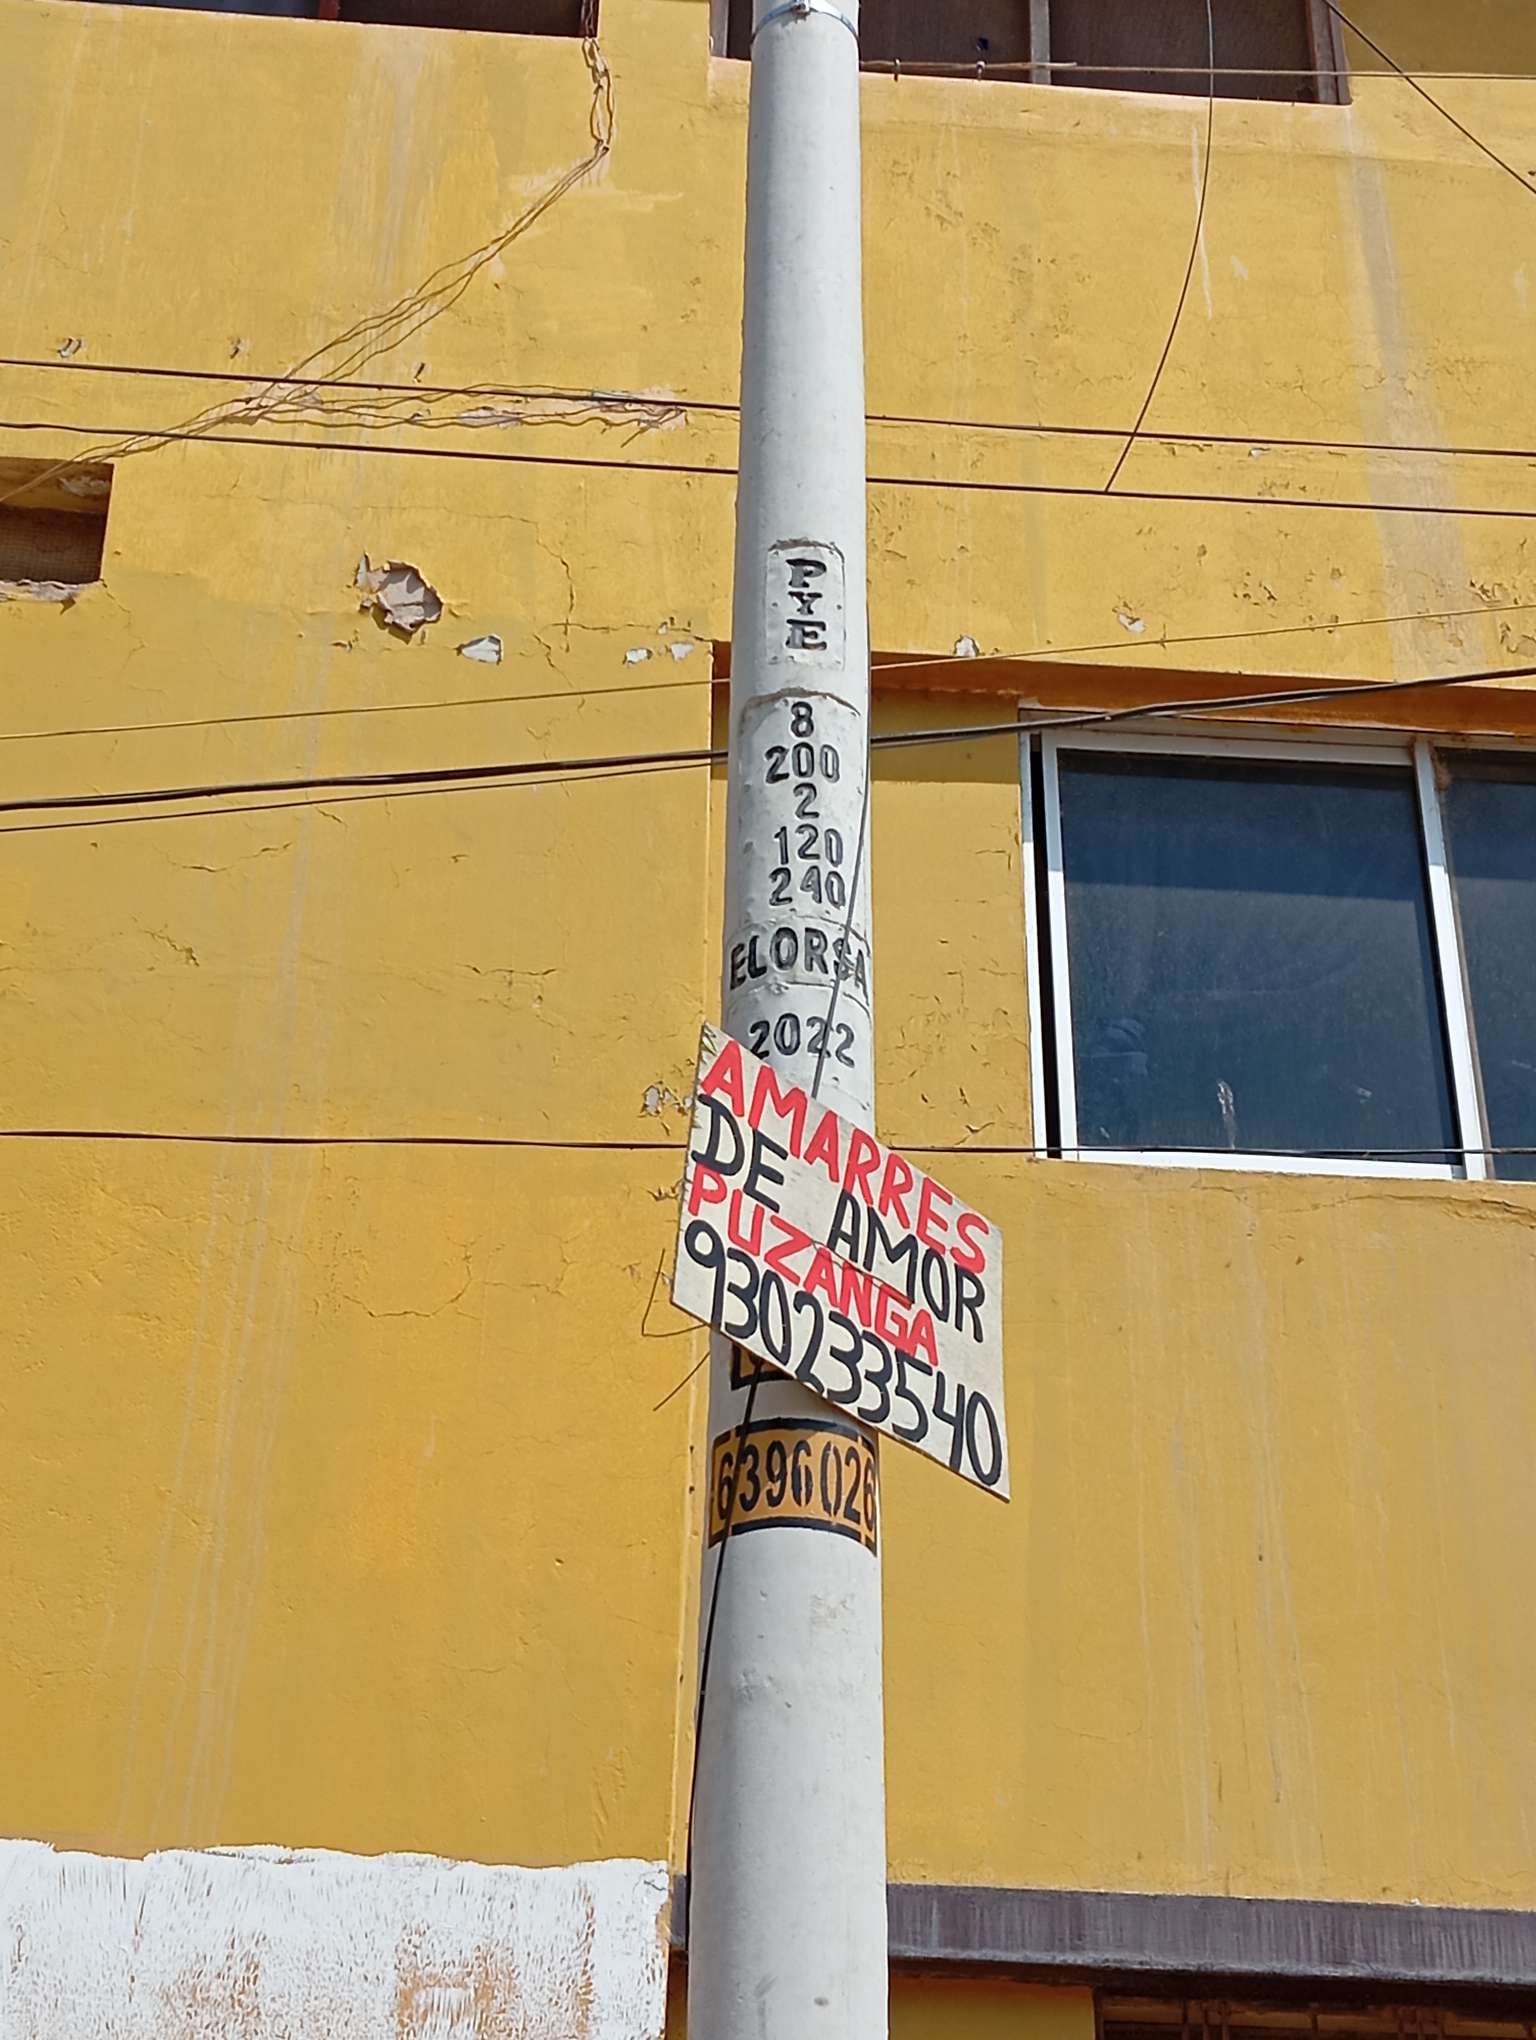 PYE
8
200
2
120
240
ELORSA
2022
AMARRES
DE AMOR
PUZANGA
930233540
6396026